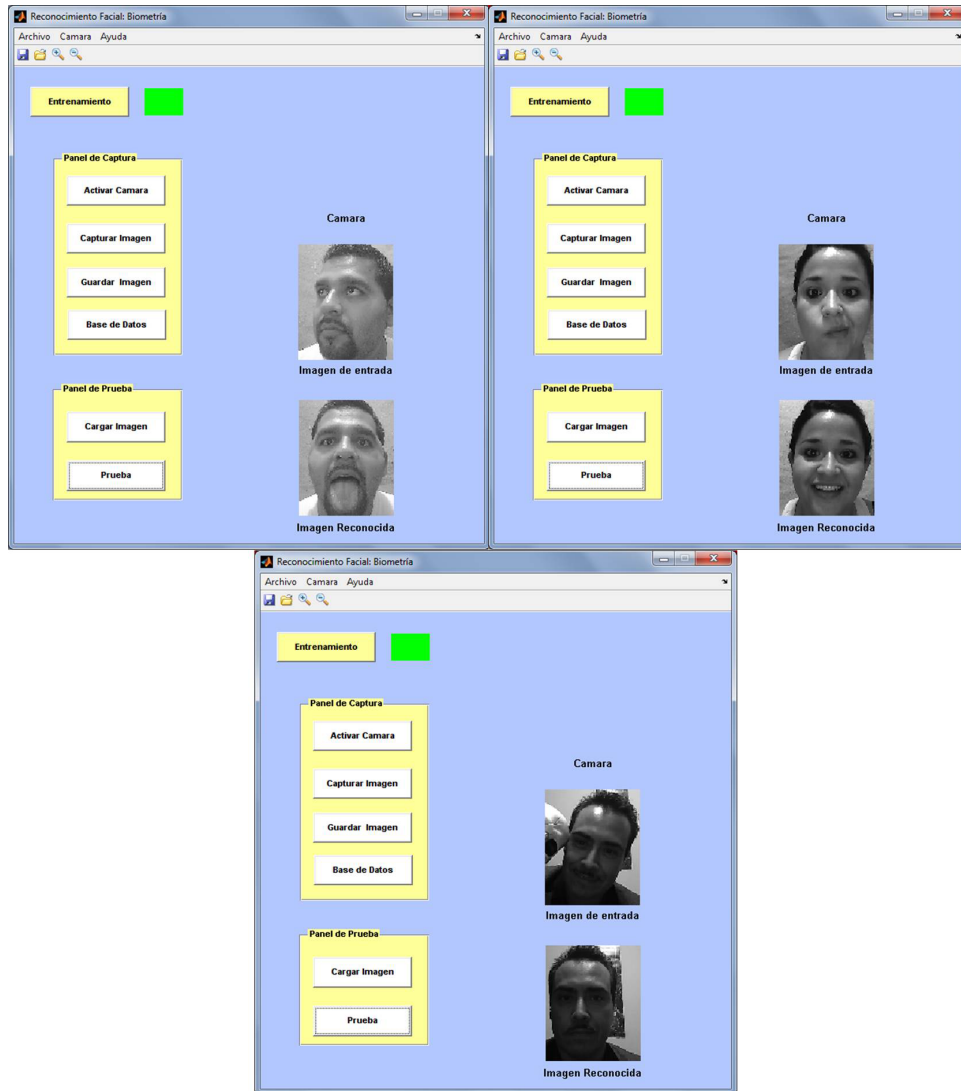 Reconocimiento Facial: Biometría
Archivo Camara Ayuda
Entrenamiento
Panel de Captura
Activar Camara
Capturar Imagen
Guardar Imagen
Base de Datos
Panel de Prueba
Cargar Imagen
Prueba
Camara
Imagen de entrada
Imagen Reconocida
Reconocimiento Facial: Biometría
Archivo Camara Ayuda
Entrenamiento
Panel de Captura
Activar Camara
Capturar Imagen
Guardar Imagen
Base de Datos
Panel de Prueba
Cargar Imagen
Prueba
Camara
Imagen de entrada
Imagen Reconocida
Reconocimiento Facial: Biometría
Archivo Camara Ayuda
Entrenamiento
Panel de Captura
Activar Camara
Capturar Imagen
Guardar Imagen
Base de Datos
Panel de Prueba
Cargar Imagen
Prueba
Camara
Imagen de entrada
Imagen Reconocida